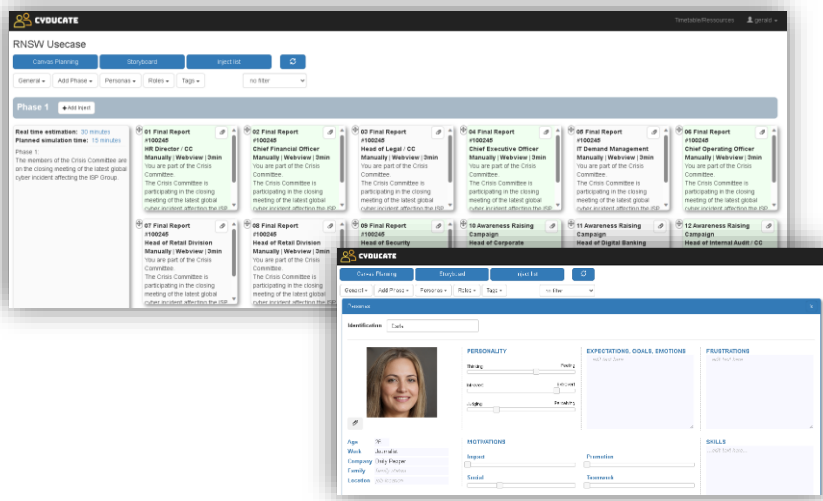 CYDUCATE
Timetable/Ressources
gerald
RNSW Usecase
Canvas Planning
Storyboard
Inject list
General
Add Phase
Personas
Roles
Tags
no filter
Phase 1
Add Inject
Real time estimation: 30 minutes
Planned simulation time: 15 minutes
Phase 1:
The members of the Crisis Committee are
on the closing meeting of the latest global
cyber incident affecting the ISP Group.
01 Final Report
#100245
HR Director / CC
Manually | Webview | 3min
You are part of the Crisis
Committee.
The Crisis Committee is
participating in the closing
meeting of the latest global
cyber incident affecting the ISP
02 Final Report
#100245
Chief Financial Officer
Manually | Webview | 3min
You are part of the Crisis
Committee.
The Crisis Committee is
participating in the closing
meeting of the latest global
cyber incident affecting the ISP
03 Final Report
#100245
Head of Legal / CC
Manually | Webview | 3min
You are part of the Crisis
Committee.
The Crisis Committee is
participating in the closing
meeting of the latest global
cyber incident affecting the ISP
04 Final Report
#100245
Chief Executive Officer
Manually | Webview | 3min
You are part of the Crisis
Committee.
The Crisis Committee is
participating in the closing
meeting of the latest global
cyber incident affecting the ISP
05 Final Report
#100245
IT Demand Management
Manually | Webview | 3min
You are part of the Crisis
Committee.
The Crisis Committee is
participating in the closing
meeting of the latest global
cyber incident affecting the ISP
06 Final Report
#100245
Chief Operating Officer
Manually | Webview | 3min
You are part of the Crisis
Committee.
The Crisis Committee is
participating in the closing
meeting of the latest global
cyber incident affecting the ISP
07 Final Report
#100245
Head of Retail Division
Manually | Webview | 3min
You are part of the Crisis
Committee.
The Crisis Committee is
participating in the closing
meeting of the latest global
cyber incident affecting the ISP
08 Final Report
#100245
Head of Retail Division
Manually | Webview | 3min
You are part of the Crisis
Committee.
The Crisis Committee is
participating in the closing
meeting of the latest global
cyber incident affecting the ISP
09 Final Report
#100245
Head of Security
10 Awareness Raising
Campaign
Head of Corporate
11 Awareness Raising
Campaign
Head of Digital Banking
12 Awareness Raising
Campaign
Head of Internal Audit / CC
CYDUCATE
Canvas Planning
Storyboard
Inject list
General
Add Phase
Personas
Roles
Tags
no filter
Personas
Identification
PERSONALITY
Thinking
Feeling
Introvert
Extrovert
Judging
Perceiving
EXPECTATIONS, GOALS, EMOTIONS
...edit text here...
FRUSTRATIONS
...edit text here...
Age
Work Journalist
Company Daily Pepper
Family family status
Location
MOTIVATIONS
Impact
Promotion
Social
Teamwork
SKILLS
...edit text here...